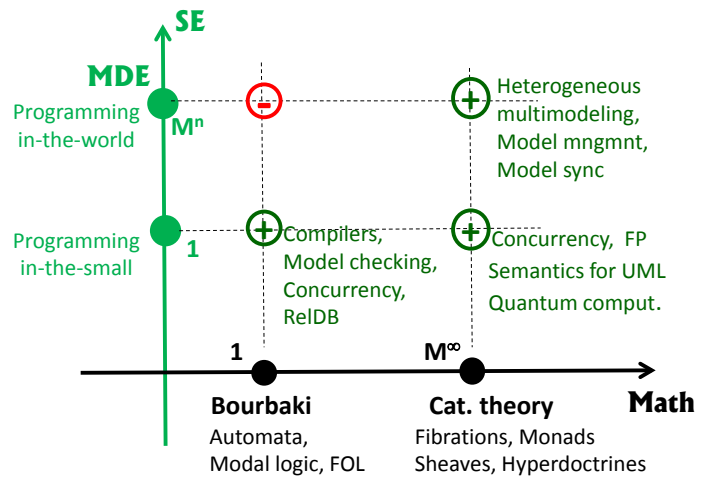 SE
MDE
Programming
in-the-world
Mⁿ
-
+
Heterogeneous
multimodeling,
Model mngmnt,
Model sync
Programming
in-the-small
1
+
Compilers,
Model checking,
Concurrency,
RelDB
+
Concurrency, FP
Semantics for UML
Quantum comput.
1
M∞
Bourbaki
Automata,
Modal logic, FOL
Cat. theory
Fibrations, Monads
Sheaves, Hyperdoctrines
Math